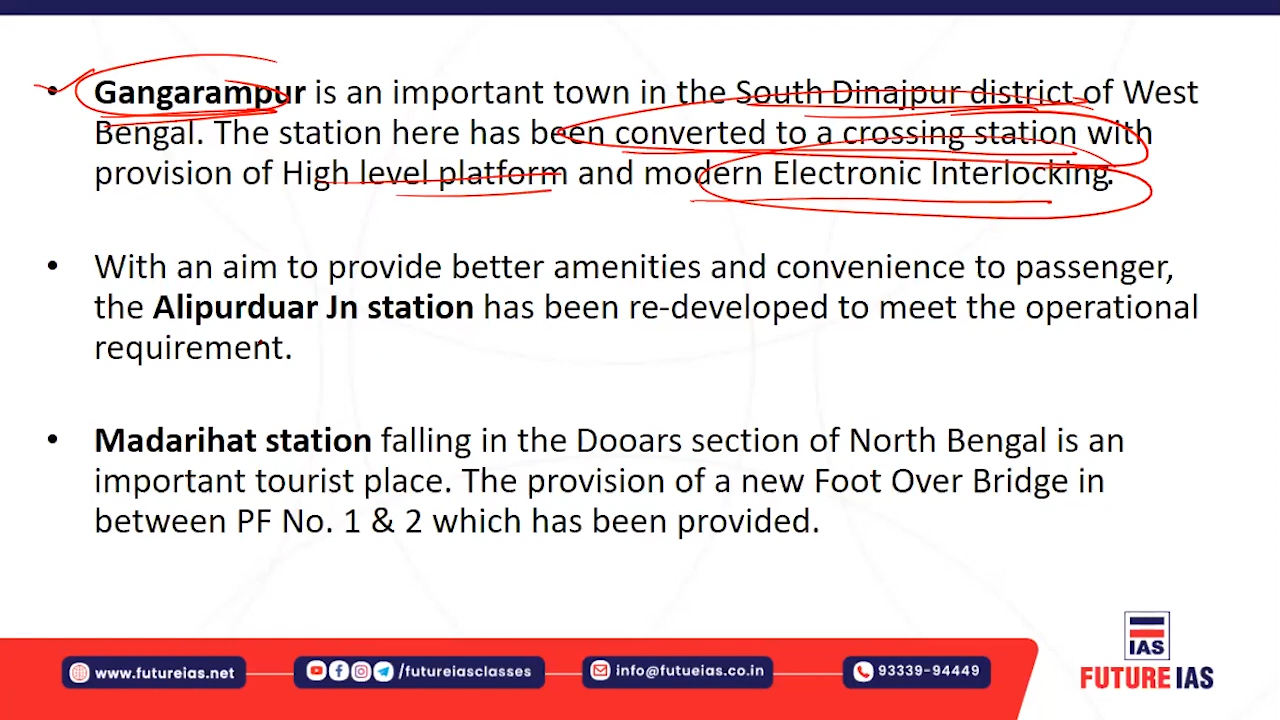 • Gangarampur is an important town in the South Dinajpur district of West
Bengal. The station here has been converted to a crossing station with
provision of High level platform and modern Electronic Interlocking.
• With an aim to provide better amenities and convenience to passenger,
the Alipurduar Jn station has been re-developed to meet the operational
requirement.
• Madarihat station falling in the Dooars section of North Bengal is an
important tourist place. The provision of a new Foot Over Bridge in
between PF No. 1 & 2 which has been provided.
www.futureias.net
/futureiasclasses
info@futueias.co.in
93339-94449
IAS
FUTURE IAS